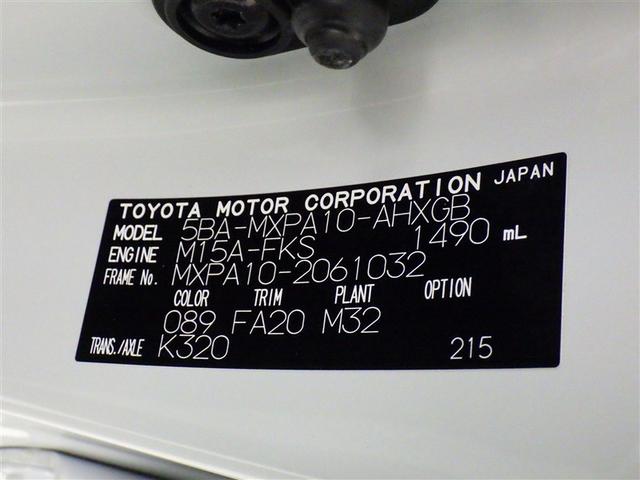 TOYOTA MOTOR CORPORATION JAPAN
MODEL 5BA-MXPA10-AHXGB
ENGINE M15A-FKS 1490 mL
FRAME No. MXPA10-2061032
COLOR TRIM PLANT OPTION
089 FA20 M32
TRANS./AXLE K320 215